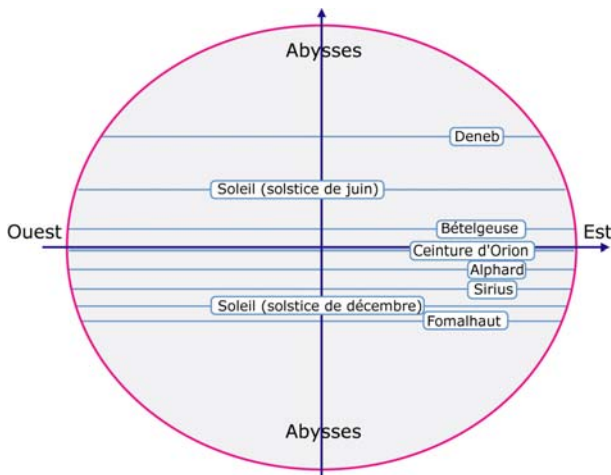 Abysses
Deneb
Soleil (solstice de juin)
Bételgeuse
Ouest
Est
Ceinture d'Orion
Alphard
Sirius
Soleil (solstice de décembre)
Fomalhaut
Abysses